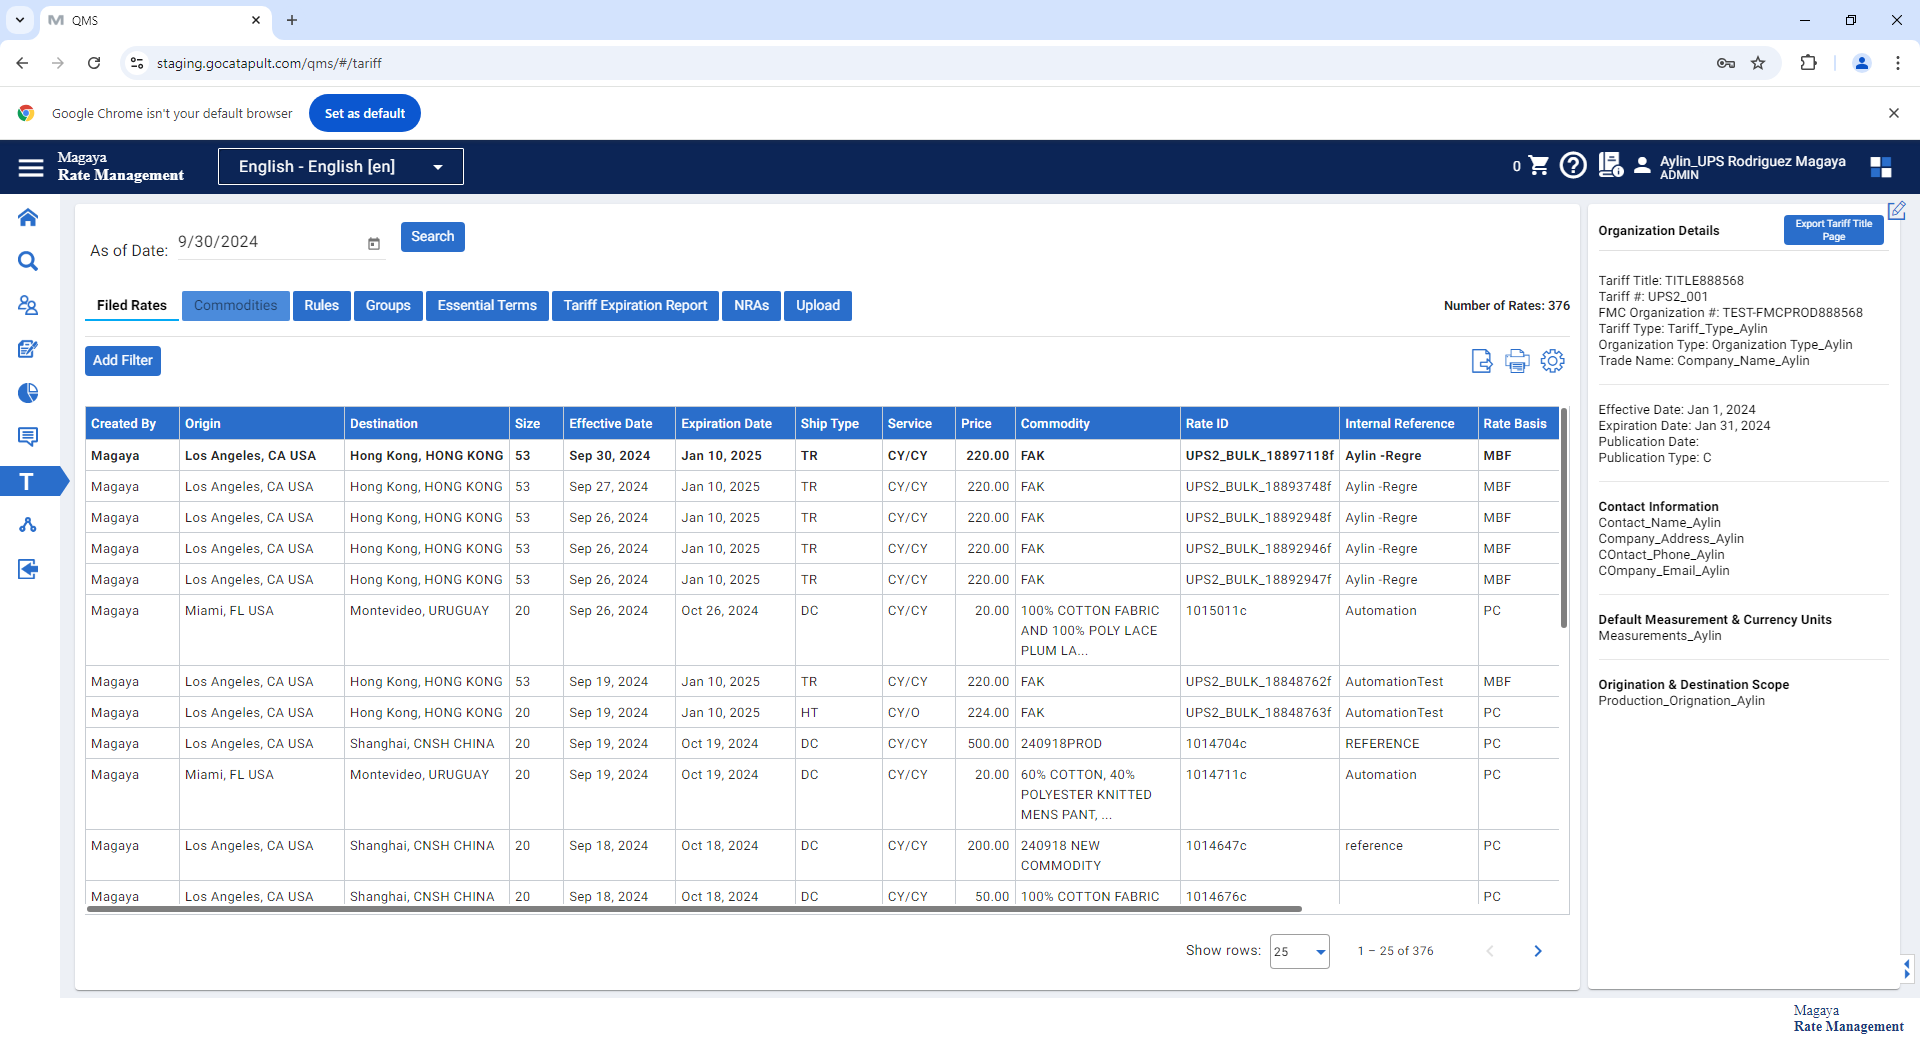 QMS
staging.gocatapult.com/qms/#/tariff
Google Chrome isn't your default browser
Set as default
Magaya
Rate Management
English - English [en]
0
Aylin_UPS Rodriguez Magaya
ADMIN
As of Date: 9/30/2024
Search
Filed Rates Commodities Rules Groups Essential Terms Tariff Expiration Report NRAs Upload
Number of Rates: 376
Add Filter
Created By Origin Destination Size Effective Date Expiration Date Ship Type Service Price Commodity Rate ID Internal Reference Rate Basis
Magaya Los Angeles, CA USA Hong Kong, HONG KONG 53 Sep 30, 2024 Jan 10, 2025 TR CY/CY 220.00 FAK UPS2_BULK_18897118f Aylin -Regre MBF
Magaya Los Angeles, CA USA Hong Kong, HONG KONG 53 Sep 27, 2024 Jan 10, 2025 TR CY/CY 220.00 FAK UPS2_BULK_18893748f Aylin -Regre MBF
Magaya Los Angeles, CA USA Hong Kong, HONG KONG 53 Sep 26, 2024 Jan 10, 2025 TR CY/CY 220.00 FAK UPS2_BULK_18892948f Aylin -Regre MBF
Magaya Los Angeles, CA USA Hong Kong, HONG KONG 53 Sep 26, 2024 Jan 10, 2025 TR CY/CY 220.00 FAK UPS2_BULK_18892946f Aylin -Regre MBF
Magaya Los Angeles, CA USA Hong Kong, HONG KONG 53 Sep 26, 2024 Jan 10, 2025 TR CY/CY 220.00 FAK UPS2_BULK_18892947f Aylin -Regre MBF
Magaya Miami, FL USA Montevideo, URUGUAY 20 Sep 26, 2024 Oct 26, 2024 DC CY/CY 20.00 100% COTTON FABRIC 1015011c Automation PC
AND 100% POLY LACE
PLUM LA...
Magaya Los Angeles, CA USA Hong Kong, HONG KONG 53 Sep 19, 2024 Jan 10, 2025 TR CY/CY 220.00 FAK UPS2_BULK_18848762f AutomationTest MBF
Magaya Los Angeles, CA USA Hong Kong, HONG KONG 20 Sep 19, 2024 Jan 10, 2025 HT CY/O 224.00 FAK UPS2_BULK_18848763f AutomationTest PC
Magaya Los Angeles, CA USA Shanghai, CNSH CHINA 20 Sep 19, 2024 Oct 19, 2024 DC CY/CY 500.00 240918PROD 1014704c REFERENCE PC
Magaya Miami, FL USA Montevideo, URUGUAY 20 Sep 19, 2024 Oct 19, 2024 DC CY/CY 20.00 60% COTTON, 40% 1014711c Automation PC
POLYESTER KNITTED
MENS PANT, ...
Magaya Los Angeles, CA USA Shanghai, CNSH CHINA 20 Sep 18, 2024 Oct 18, 2024 DC CY/CY 200.00 240918 NEW 1014647c reference PC
COMMODITY
Magaya Los Angeles, CA USA Shanghai, CNSH CHINA 20 Sep 18, 2024 Oct 18, 2024 DC CY/CY 50.00 100% COTTON FABRIC 1014676c PC
Show rows: 25 1 – 25 of 376
Organization Details
Export Tariff Title
Page
Tariff Title: TITLE888568
Tariff #: UPS2_001
FMC Organization #: TEST-FMCPROD888568
Tariff Type: Tariff_Type_Aylin
Organization Type: Organization Type_Aylin
Trade Name: Company_Name_Aylin
Effective Date: Jan 1, 2024
Expiration Date: Jan 31, 2024
Publication Date:
Publication Type: C
Contact Information
Contact_Name_Aylin
Company_Address_Aylin
COntact_Phone_Aylin
COmpany_Email_Aylin
Default Measurement & Currency Units
Measurements_Aylin
Origination & Destination Scope
Production_Orignation_Aylin
Magaya
Rate Management